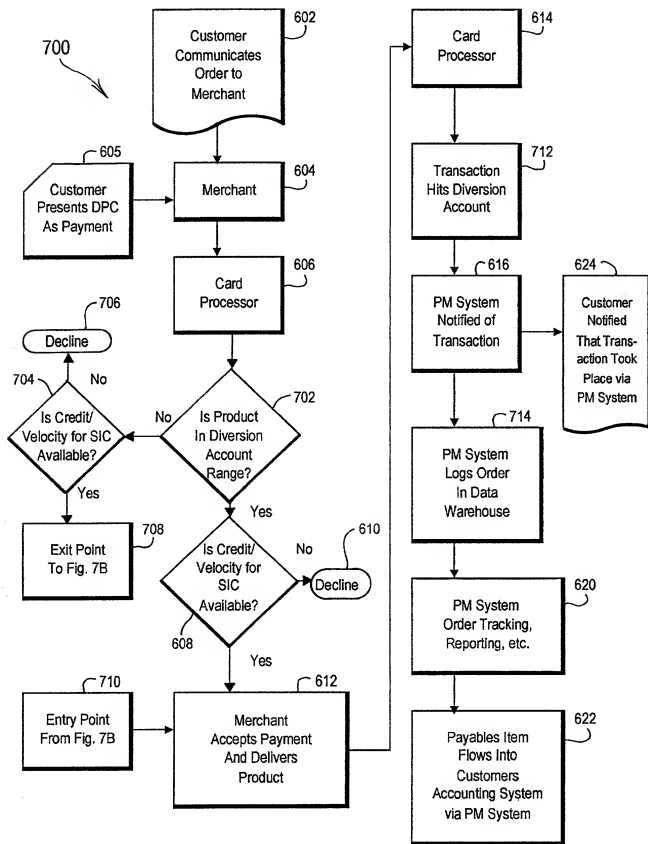 700
602
Customer
Communicates
Order to
Merchant
605
Customer
Presents DPC
As Payment
604
Merchant
606
Card
Processor
706
Decline
No
704
Is Credit/
Velocity for SIC
Available?
Yes
No
702
Is Product
In Diversion
Account
Range?
Yes
708
Exit Point
To Fig. 7B
Is Credit/
Velocity for
SIC
Available?
608
No
610
Decline
Yes
710
Entry Point
From Fig. 7B
612
Merchant
Accepts Payment
And Delivers
Product
614
Card
Processor
712
Transaction
Hits Diversion
Account
616
PM System
Notified of
Transaction
624
Customer
Notified
That Trans-
action Took
Place via
PM System
714
PM System
Logs Order
In Data
Warehouse
620
PM System
Order Tracking,
Reporting, etc.
622
Payables Item
Flows Into
Customers
Accounting System
via PM System